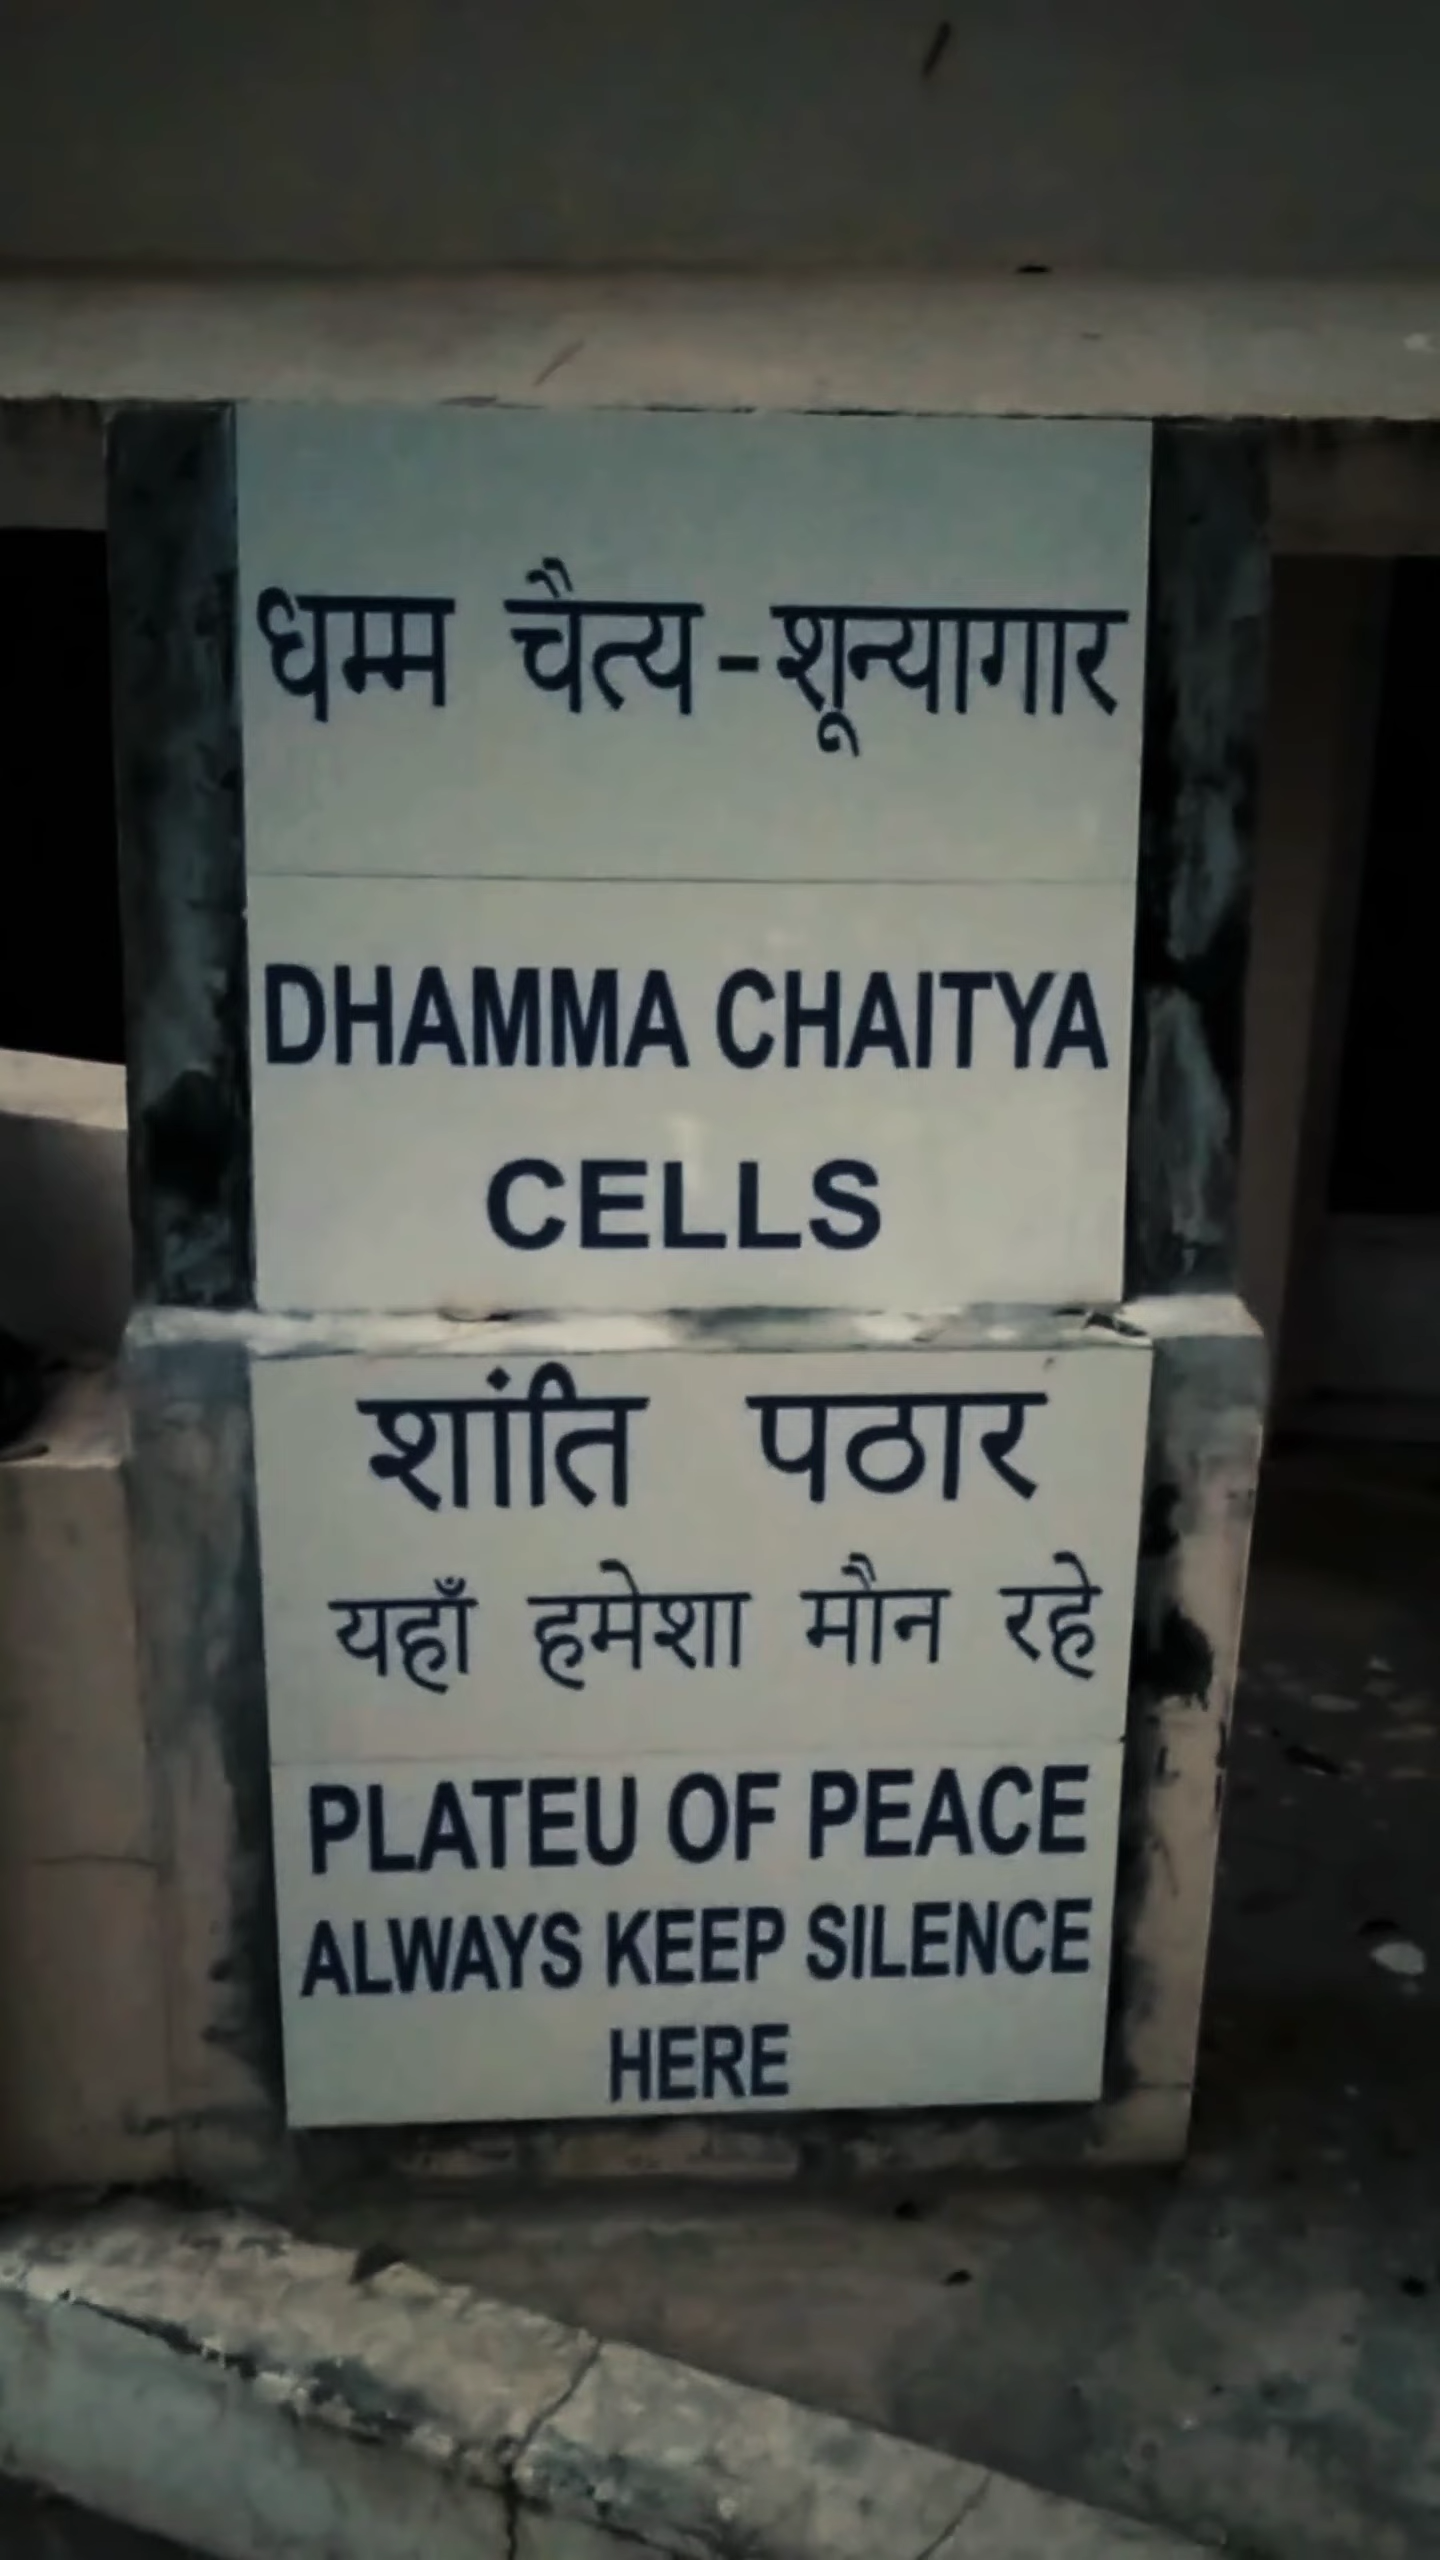 धम्म चैत्य-शून्यागार
DHAMMA CHAITYA
CELLS
शांति पठार
यहाँ हमेशा मौन रहे
PLATEU OF PEACE
ALWAYS KEEP SILENCE
HERE